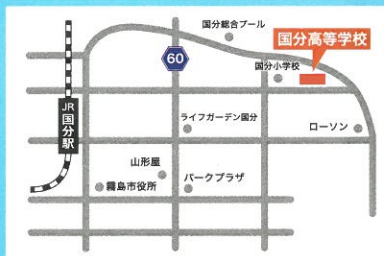 国分総合プール
国分高等学校
60
国分小学校
JR国分駅
ライフガーデン国分
ローソン
山形屋
パークプラザ
霧島市役所